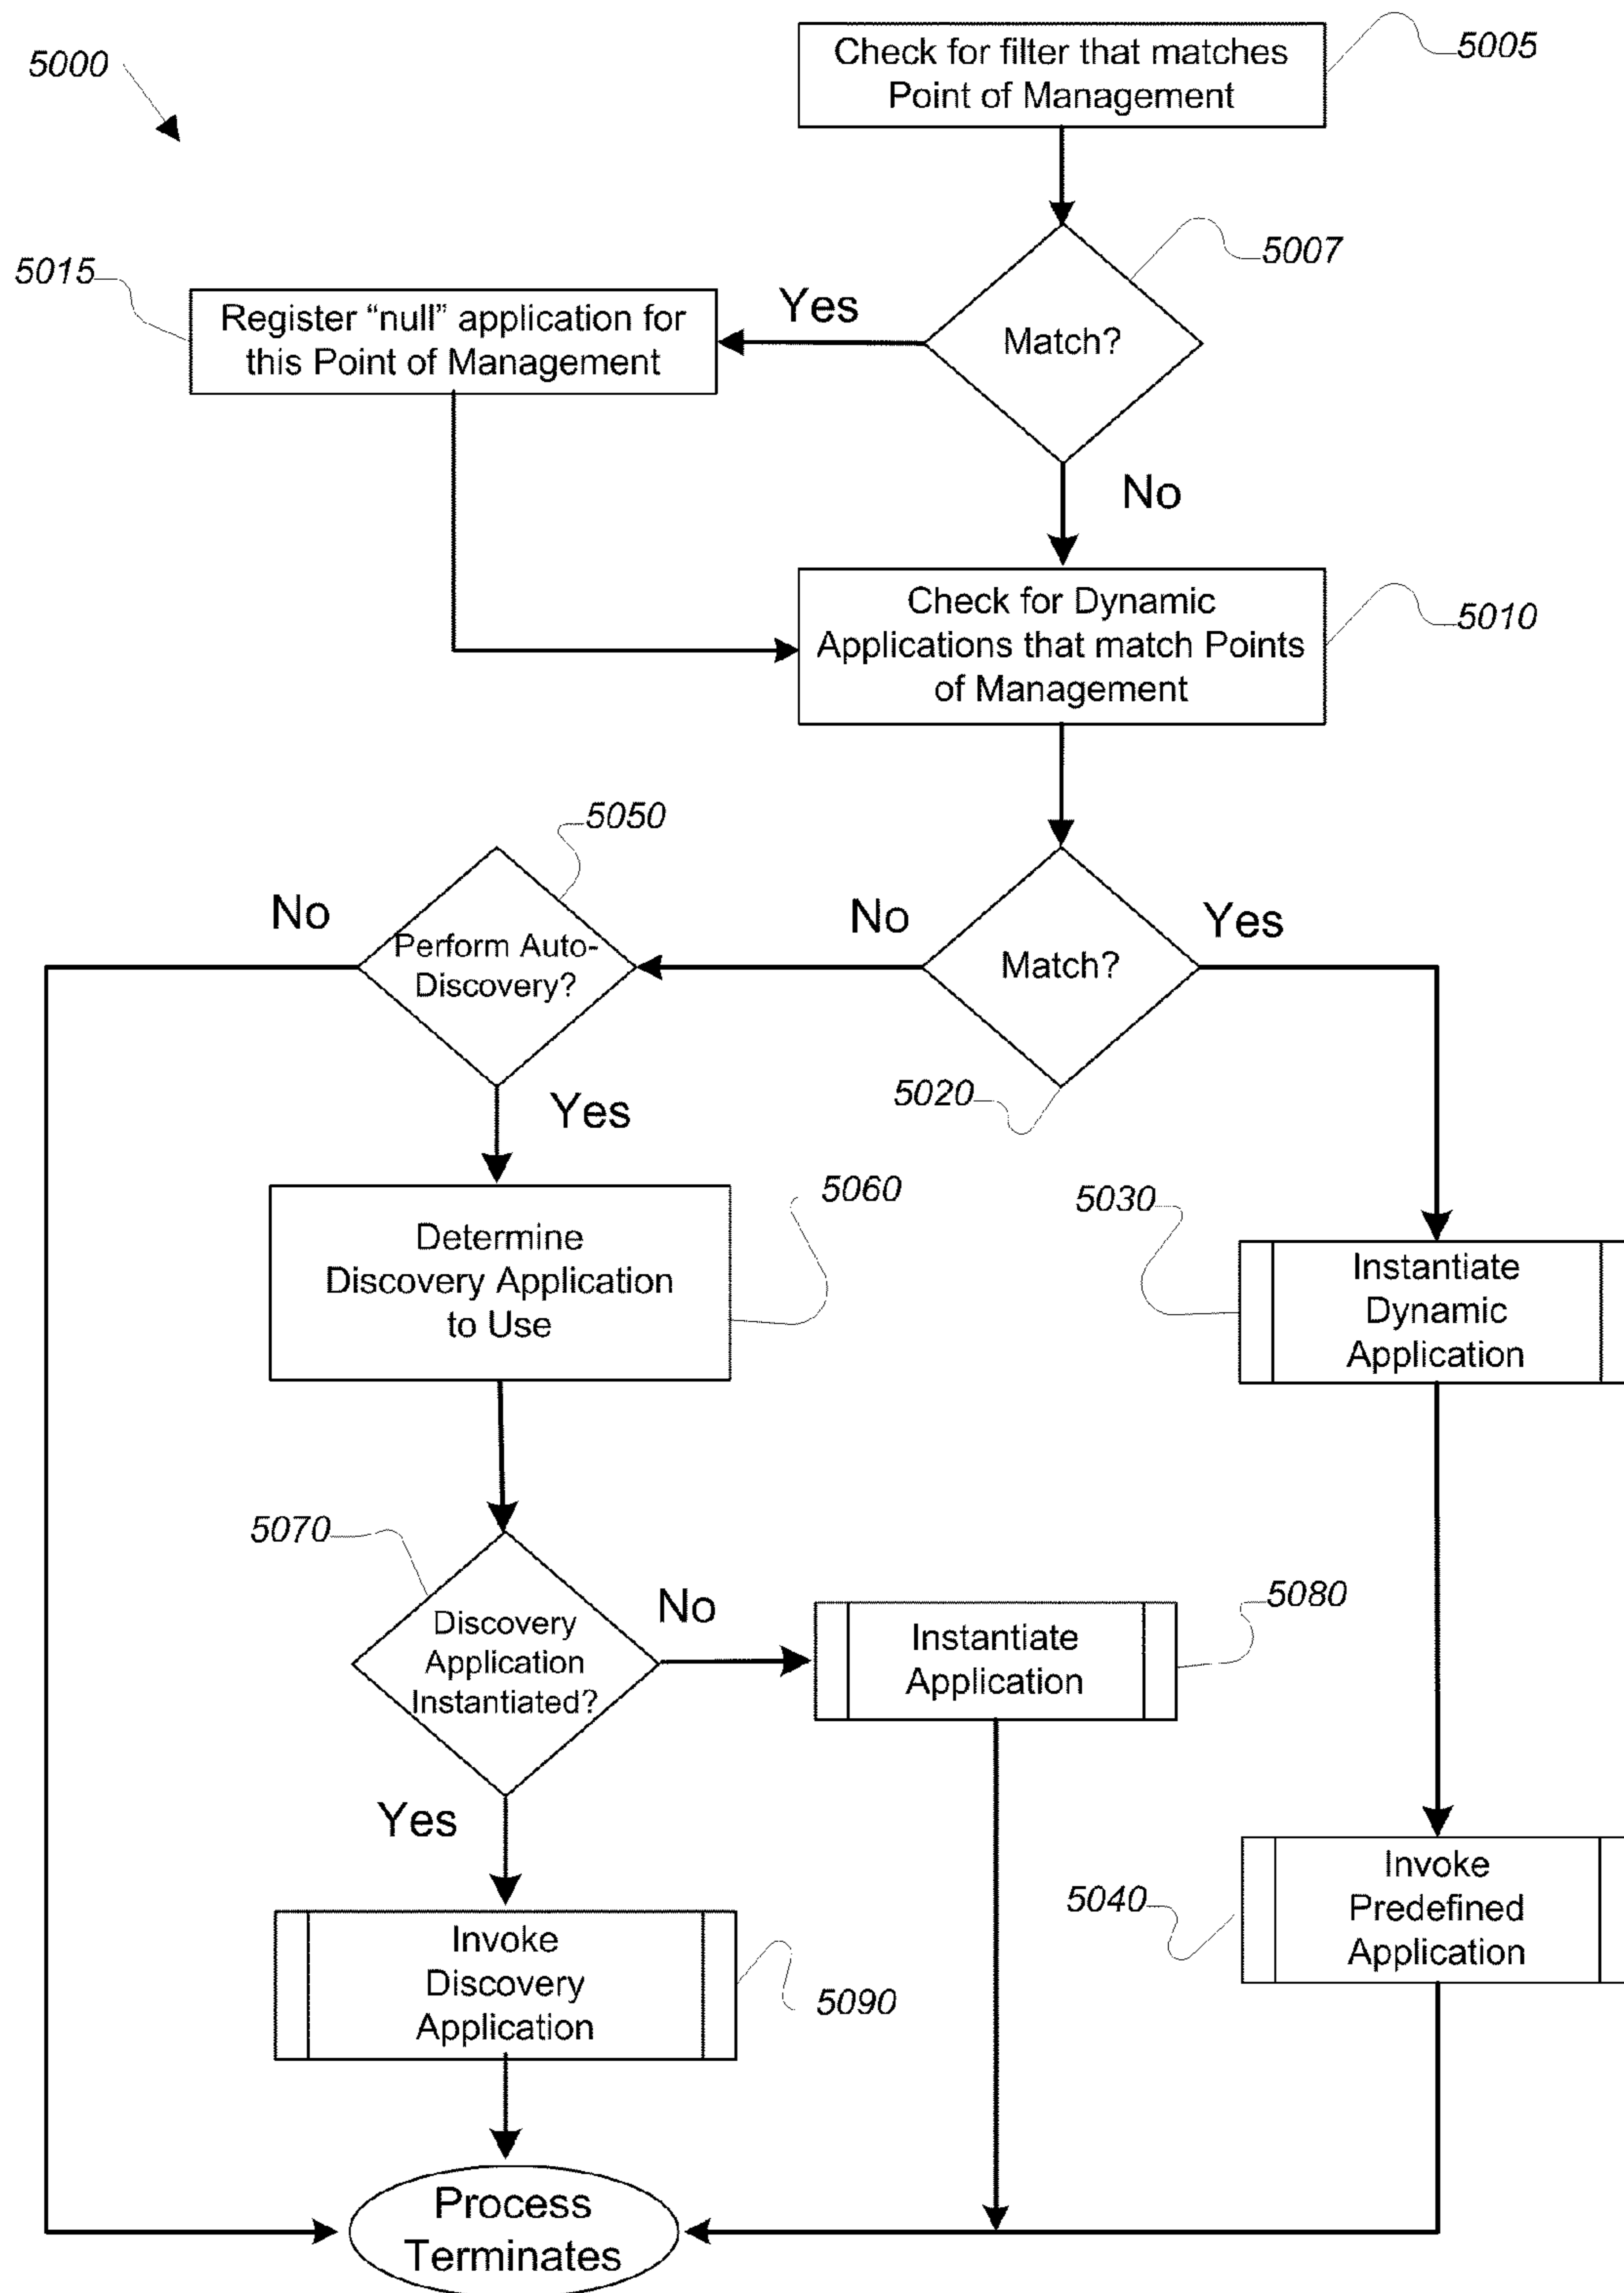 5000
Check for filter that matches
Point of Management
5005
5007
Match?
Yes
5015
Register “null” application for
this Point of Management
No
Check for Dynamic
Applications that match Points
of Management
5010
5050
No
Perform Auto-
Discovery?
No
Match?
Yes
5020
Yes
5060
Determine
Discovery Application
to Use
5030
Instantiate
Dynamic
Application
5070
Discovery
Application
Instantiated?
No
5080
Instantiate
Application
Yes
Invoke
Discovery
Application
5090
5040
Invoke
Predefined
Application
Process
Terminates